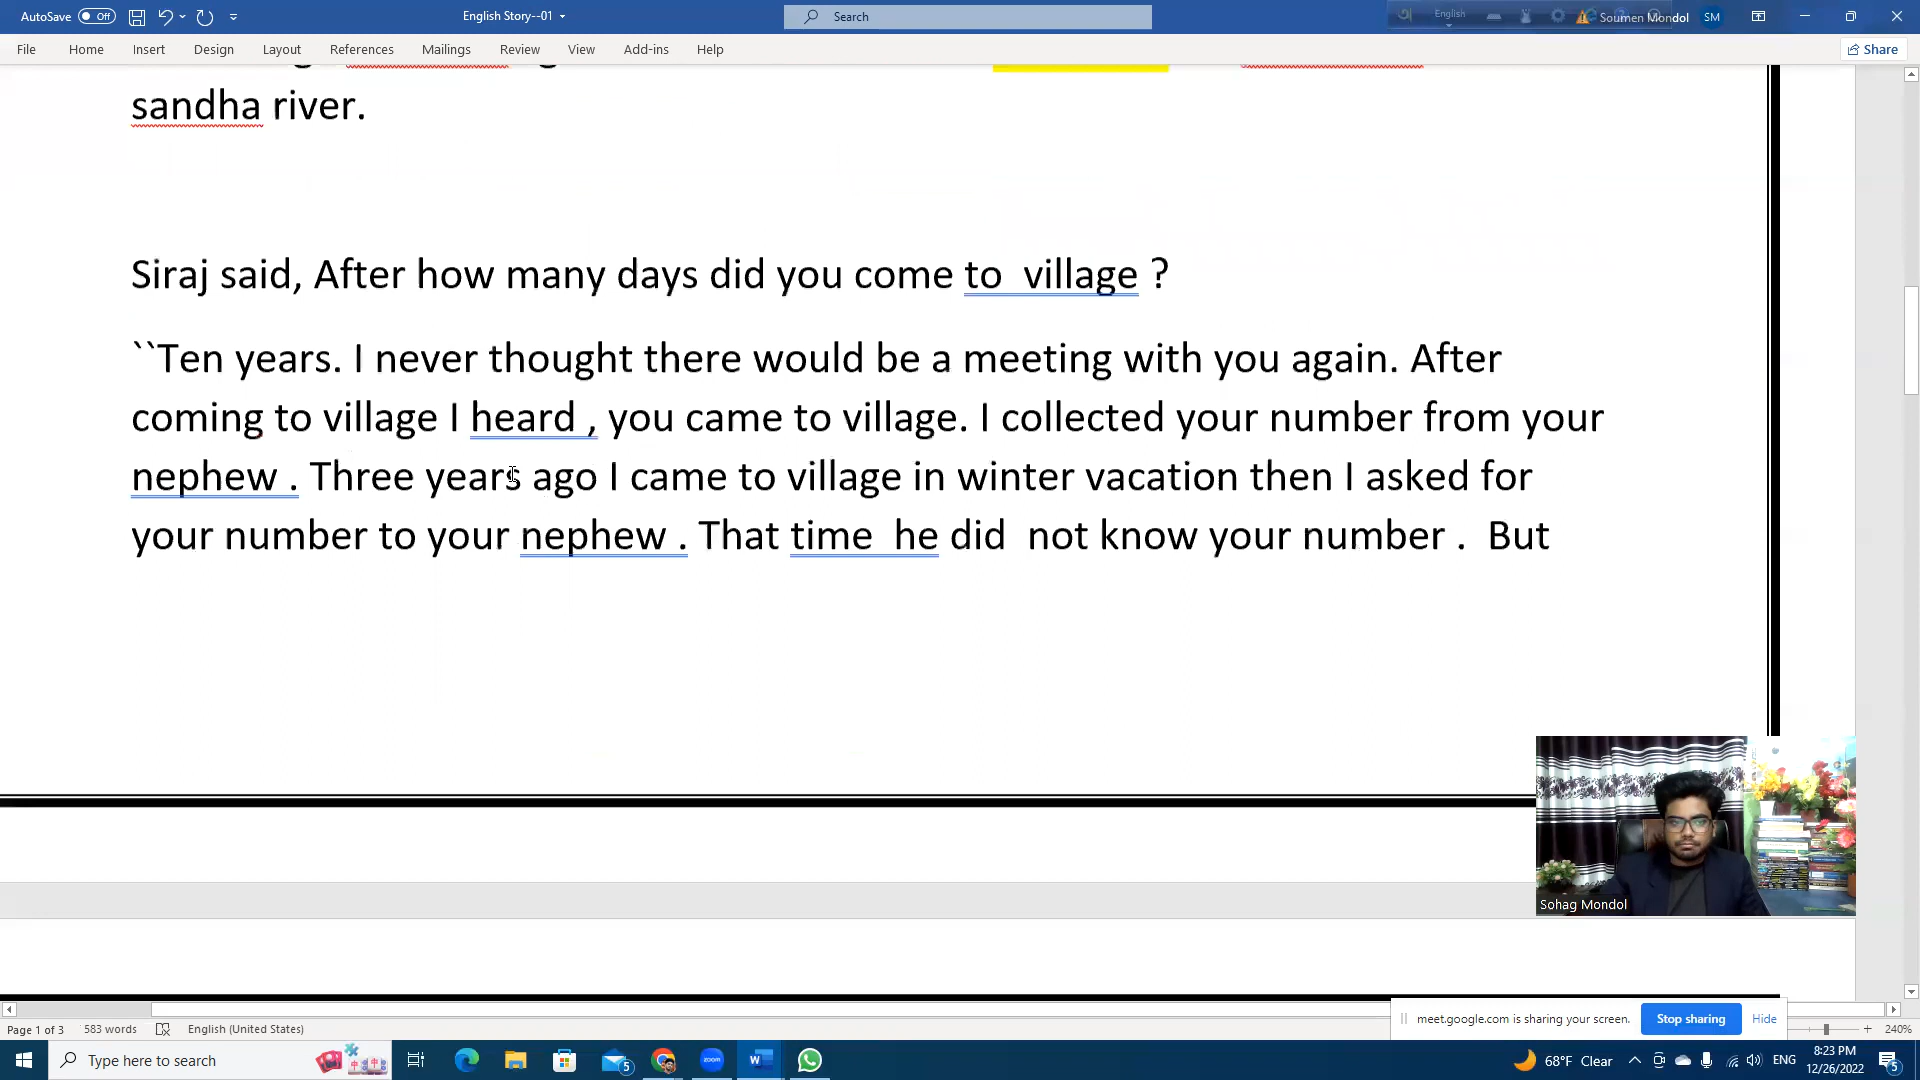 AutoSave Off English Story--01 Search English Soumen Mondol SM
File Home Insert Design Layout References Mailings Review View Add-ins Help Share
sandha river.
Siraj said, After how many days did you come to  village ?
``Ten years. I never thought there would be a meeting with you again. After
coming to village I heard , you came to village. I collected your number from your
nephew . Three years ago I came to village in winter vacation then I asked for
your number to your nephew . That time  he did  not know your number .  But
Sohag Mondol
meet.google.com is sharing your screen. Stop sharing Hide
Page 1 of 3 583 words English (United States) 240%
Type here to search 5 zoom W 68°F Clear ENG 8:23 PM 12/26/2022 5